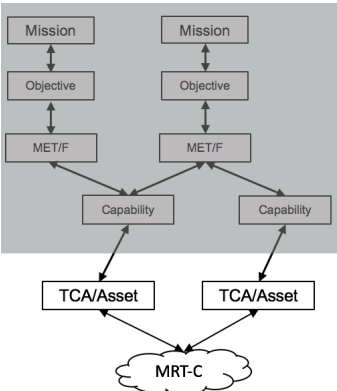 Mission Mission
Objective Objective
MET/F MET/F
Capability Capability
TCA/Asset TCA/Asset
MRT-C